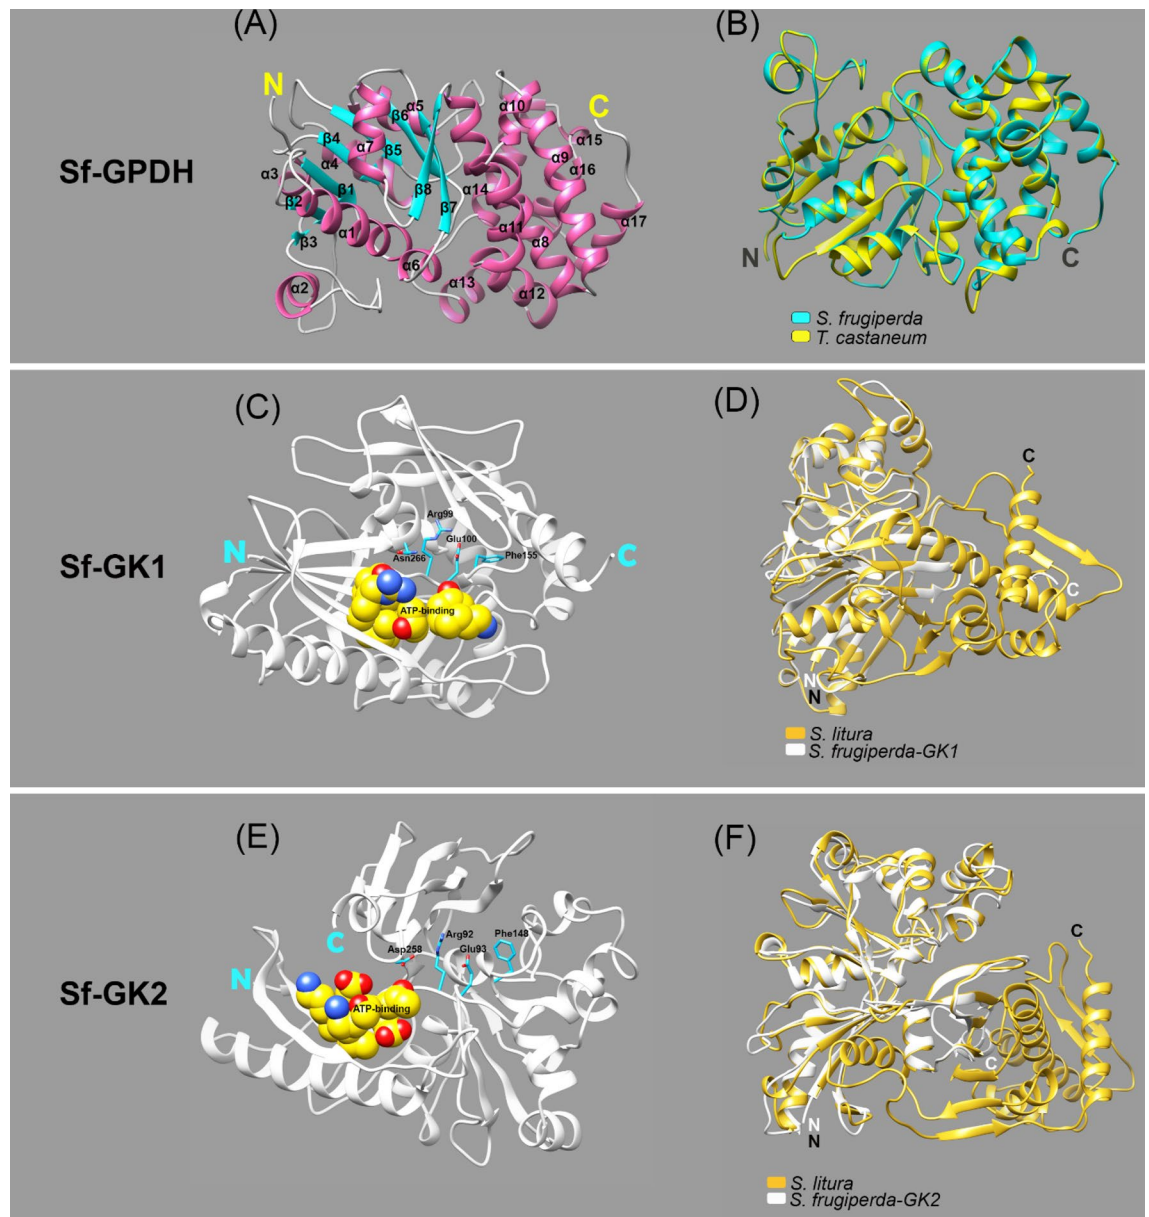 Sf-GPDH
(A)
N
C
α10
α5
β6
α15
β4
α7
β5
α9
α16
α4
α3
β1
β8
α14
β2
β7
α17
α1
α11
α8
β3
α6
α13
α2
α12
(B)
N
C
S. frugiperda
T. castaneum
Sf-GK1
(C)
N
C
Arg99
Glu100
Asn266
Phe155
ATP-binding
(D)
C
C
N
N
S. litura
S. frugiperda-GK1
Sf-GK2
(E)
C
N
Asp258
Arg92
Glu93
Phe148
ATP-binding
(F)
C
C
N
N
S. litura
S. frugiperda-GK2